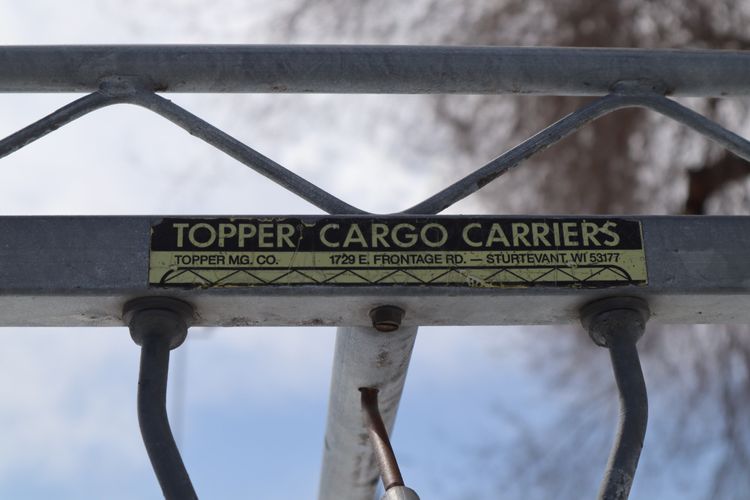 TOPPER CARGO CARRIERS
TOPPER MG. CO. 1729 E. FRONTAGE RD. — STURTEVANT, WI 53177